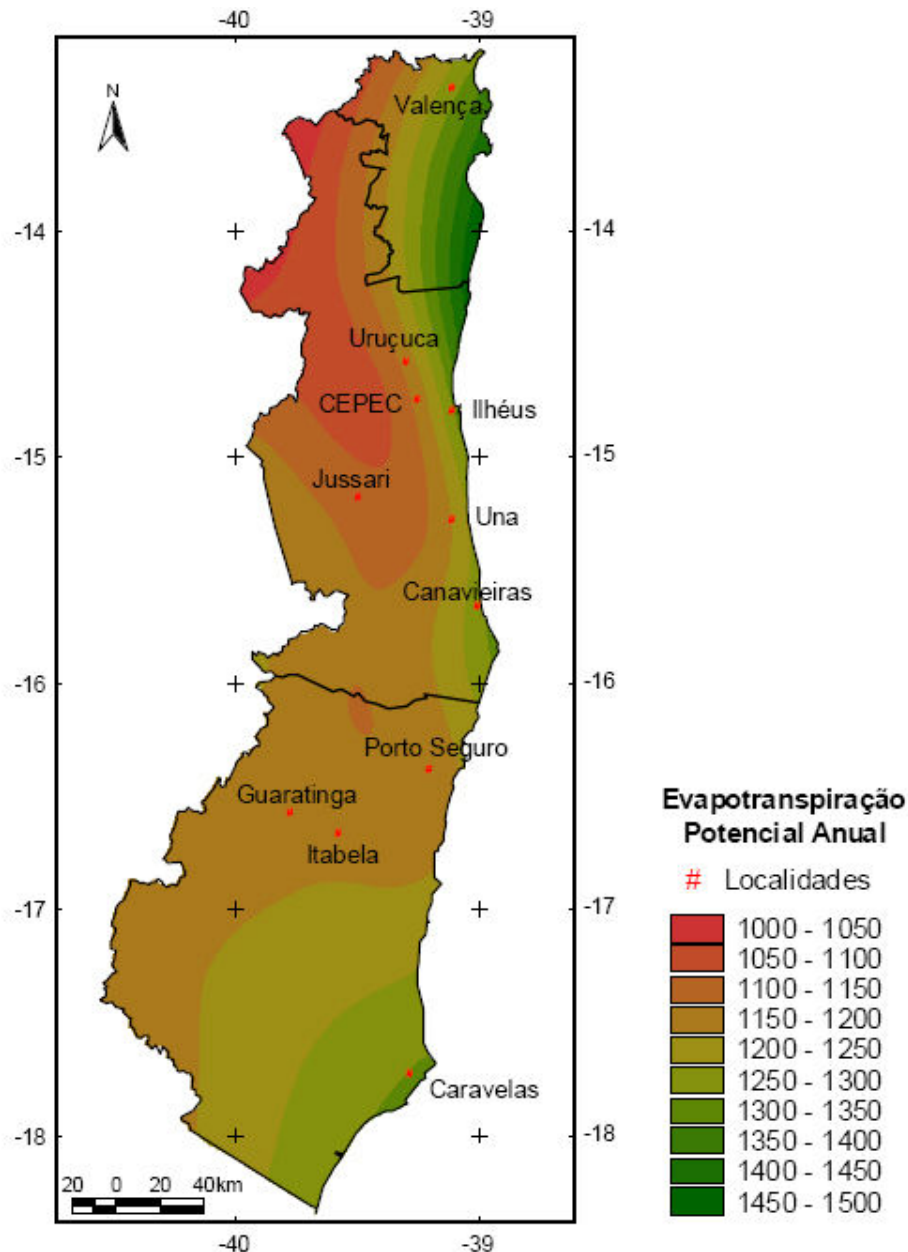 -40 -39
N
Valença
-14 -14
Uruçuca
CEPEC
Ilhéus
-15 -15
Jussari
Una
Canavieiras
-16 -16
Porto Seguro
Guaratinga
Itabela
-17 -17
Caravelas
-18 -18
20 0 20 40km
-40 -39
Evapotranspiração
Potencial Anual
# Localidades
1000 - 1050
1050 - 1100
1100 - 1150
1150 - 1200
1200 - 1250
1250 - 1300
1300 - 1350
1350 - 1400
1400 - 1450
1450 - 1500